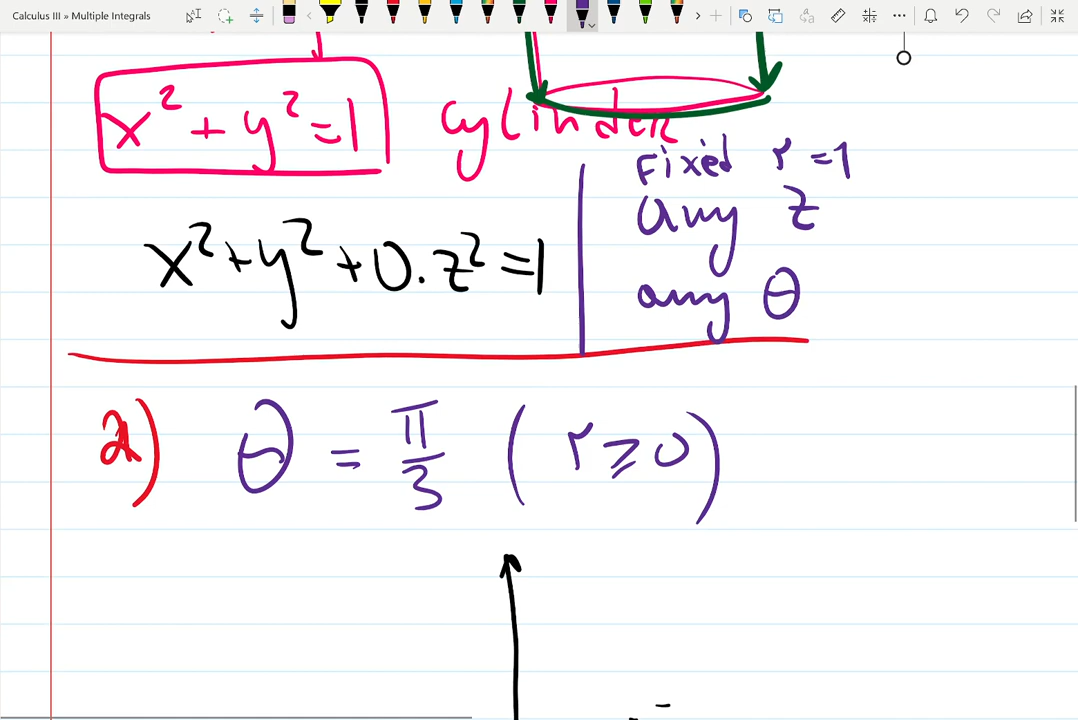 Calculus III » Multiple Integrals
x² + y² = 1 cylinder
Fixed r = 1
any z
x² + y² + 0 · z² = 1
any θ
2) θ = π/3 ( r ⩾ 0 )